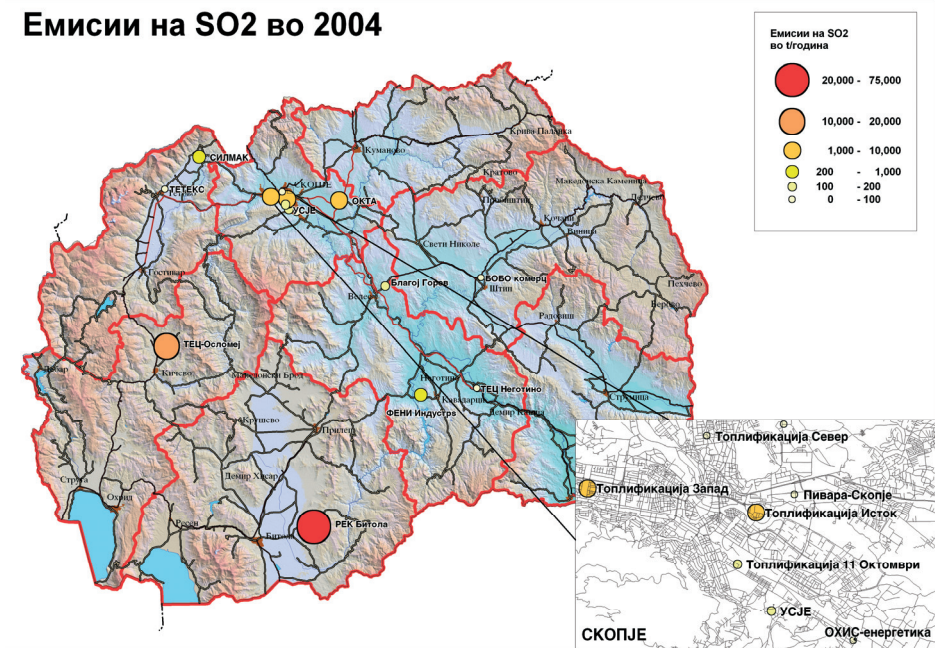 Емисии на SO2 во 2004
Емисии на SO2
во t/година
20,000 - 75,000
10,000 - 20,000
1,000 - 10,000
200 - 1,000
100 - 200
0 - 100
Крива Паланка
Куманово
СИЛМАК
Кратово
Македонска Каменица
ТЕТЕКС
Тетово
СКОПЈЕ
Пробиштип
Делчево
ОКТА
УСЈЕ
Кочани
Виница
Свети Николе
Гостивар
БОБО комерц
Благој Горев
Штип
Пехчево
Велес
Берово
Радовиш
ТЕЦ-Осломеј
Дебар
Кичево
Македонски Брод
Неготино
ТЕЦ Неготино
Кавадарци
Струмица
ФЕНИ Индустрs
Демир Капија
Крушево
Прилеп
Демир Хисар
Струга
Охрид
Ресен
РЕК Битола
Битола
Топлификација Север
Топлификација Запад
Пивара-Скопје
Топлификација Исток
Топлификација 11 Октомври
УСЈЕ
СКОПЈЕ
ОХИС-енергетика